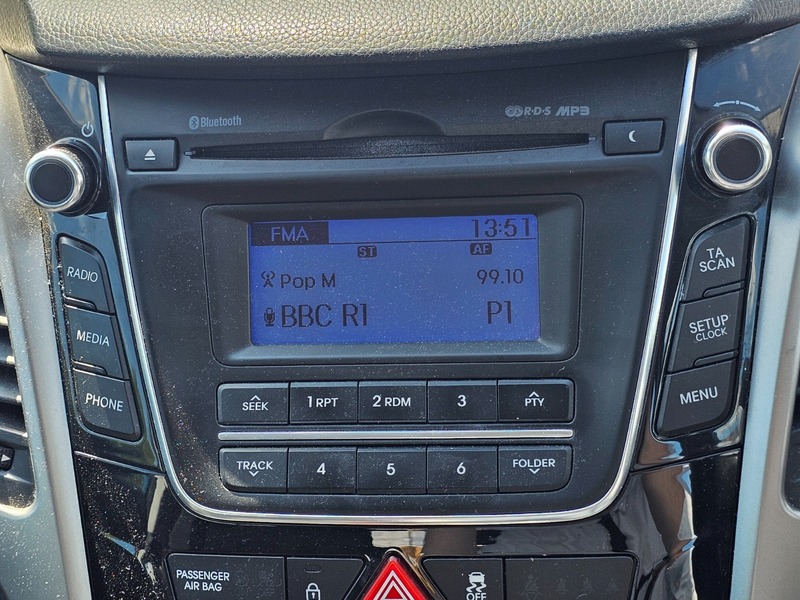 Bluetooth
R·D·S MP3
FMA
13:51
ST
AF
Pop M
99.10
BBC R1
P1
RADIO
MEDIA
PHONE
TA
SCAN
SETUP
CLOCK
MENU
SEEK
1 RPT
2 RDM
3
PTY
TRACK
4
5
6
FOLDER
PASSENGER
AIR BAG
OFF